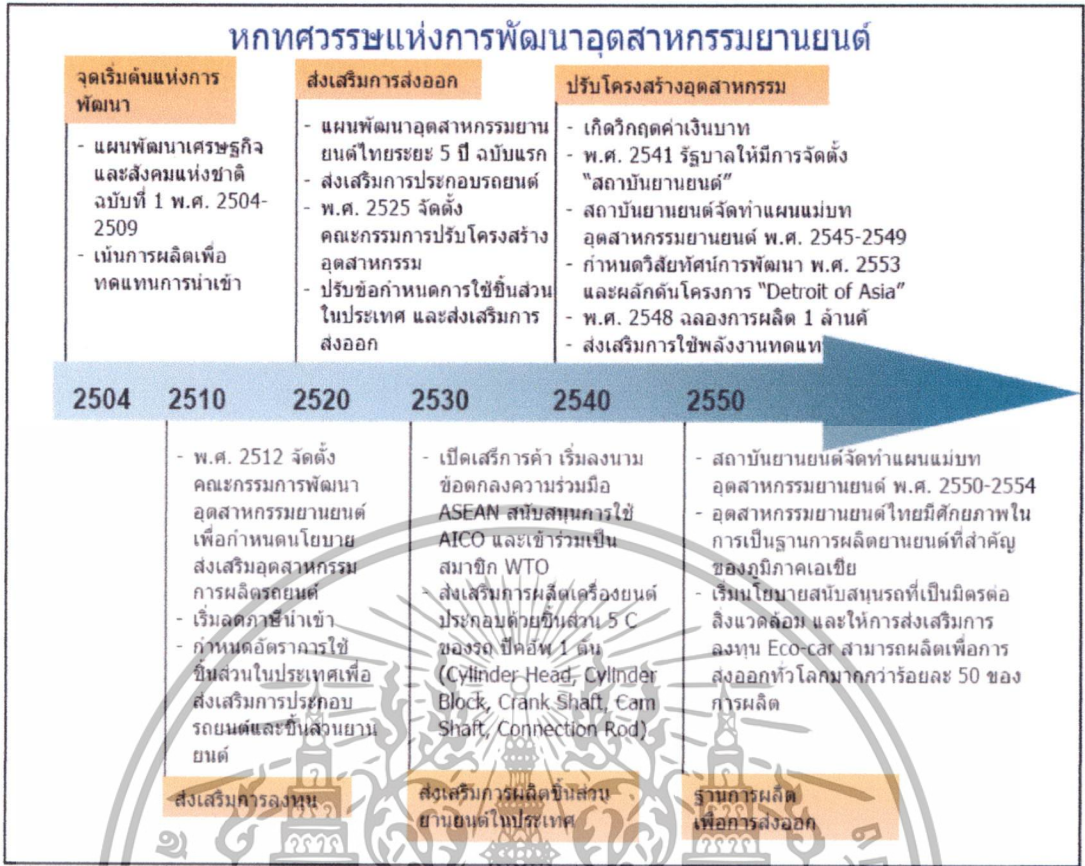 หกทศวรรษแห่งการพัฒนาอุตสาหกรรมยานยนต์
จุดเริ่มต้นแห่งการ
พัฒนา
- แผนพัฒนาเศรษฐกิจ
และสังคมแห่งชาติ
ฉบับที่ 1 พ.ศ. 2504-
2509
- เน้นการผลิตเพื่อ
ทดแทนการนำเข้า
ส่งเสริมการส่งออก
- แผนพัฒนาอุตสาหกรรมยาน
ยนต์ไทยระยะ 5 ปี ฉบับแรก
- ส่งเสริมการประกอบรถยนต์
- พ.ศ. 2525 จัดตั้ง
คณะกรรมการปรับโครงสร้าง
อุตสาหกรรม
- ปรับข้อกำหนดการใช้ชิ้นส่วน
ในประเทศ และส่งเสริมการ
ส่งออก
ปรับโครงสร้างอุตสาหกรรม
- เกิดวิกฤตค่าเงินบาท
- พ.ศ. 2541 รัฐบาลให้มีการจัดตั้ง
"สถาบันยานยนต์"
- สถาบันยานยนต์จัดทำแผนแม่บท
อุตสาหกรรมยานยนต์ พ.ศ. 2545-2549
- กำหนดวิสัยทัศน์การพัฒนา พ.ศ. 2553
และผลักดันโครงการ "Detroit of Asia"
- พ.ศ. 2548 ฉลองการผลิต 1 ล้านคั
- ส่งเสริมการใช้พลังงานทดแท
2504 2510 2520 2530 2540 2550
- พ.ศ. 2512 จัดตั้ง
คณะกรรมการพัฒนา
อุตสาหกรรมยานยนต์
เพื่อกำหนดนโยบาย
ส่งเสริมอุตสาหกรรม
การผลิตรถยนต์
- เริ่มลดภาษีนำเข้า
- กำหนดอัตราการใช้
ชิ้นส่วนในประเทศเพื่อ
ส่งเสริมการประกอบ
รถยนต์และชิ้นส่วนยาน
ยนต์
ส่งเสริมการลงทุน
- เปิดเสรีการค้า เริ่มลงนาม
ข้อตกลงความร่วมมือ
ASEAN สนับสนุนการใช้
AICO และเข้าร่วมเป็น
สมาชิก WTO
- ส่งเสริมการผลิตเครื่องยนต์
ประกอบด้วยชิ้นส่วน 5 C
ของรถ ปิคอัพ 1 ตัน
(Cylinder Head, Cylinder
Block, Crank Shaft, Cam
Shaft, Connection Rod)
ส่งเสริมการผลิตชิ้นส่วน
ยานยนต์ในประเทศ
- สถาบันยานยนต์จัดทำแผนแม่บท
อุตสาหกรรมยานยนต์ พ.ศ. 2550-2554
- อุตสาหกรรมยานยนต์ไทยมีศักยภาพใน
การเป็นฐานการผลิตยานยนต์ที่สำคัญ
ของภูมิภาคเอเชีย
- เริ่มนโยบายสนับสนุนรถที่เป็นมิตรต่อ
สิ่งแวดล้อม และให้การส่งเสริมการ
ลงทุน Eco-car สามารถผลิตเพื่อการ
ส่งออกทั่วโลกมากกว่าร้อยละ 50 ของ
การผลิต
ฐานการผลิต
เพื่อการส่งออก